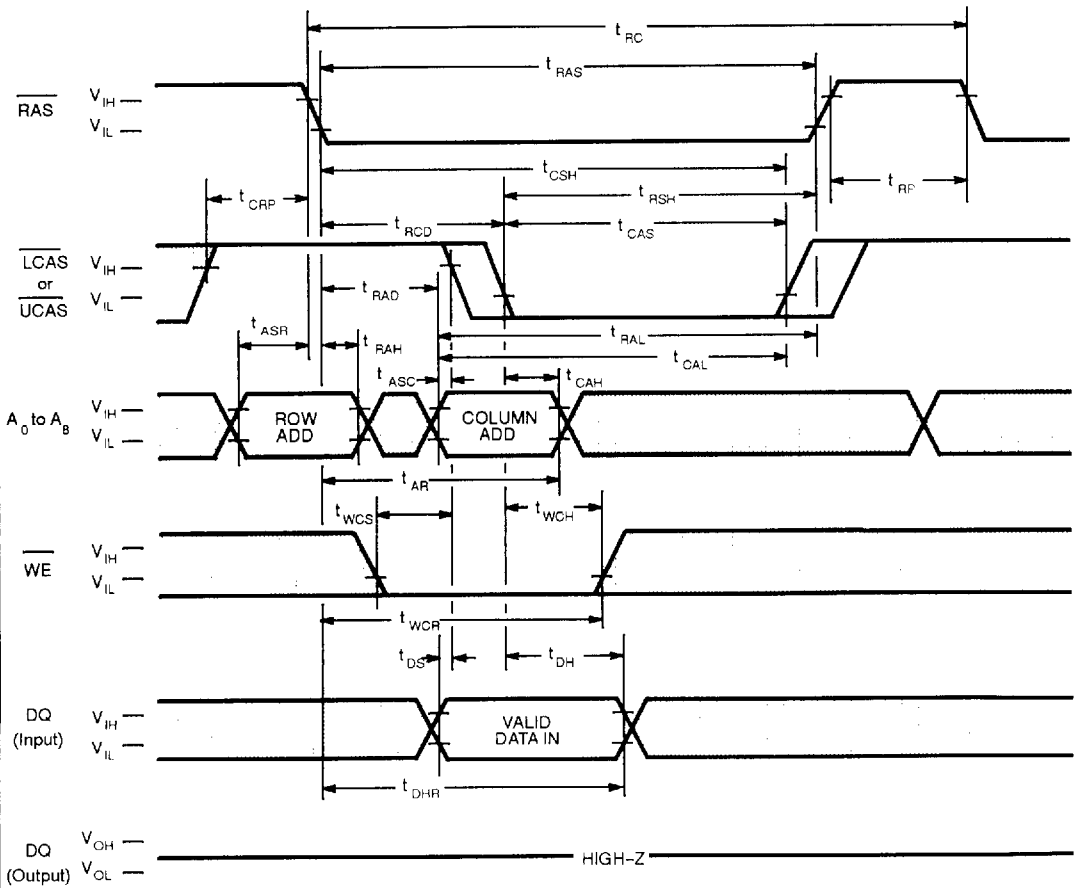 t RC
t RAS
RAS
V IH
V IL
t CSH
t RSH
t RP
t CRP
t RCD
t CAS
LCAS
or
UCAS
V IH
V IL
t RAD
t ASR
t RAH
t RAL
t CAL
t ASC
t CAH
A 0 to A 8
V IH
V IL
ROW
ADD
COLUMN
ADD
t AR
t WCS
t WCH
WE
V IH
V IL
t WCR
t DS
t DH
DQ
(Input)
V IH
V IL
VALID
DATA IN
t DHR
DQ
(Output)
V OH
V OL
HIGH-Z